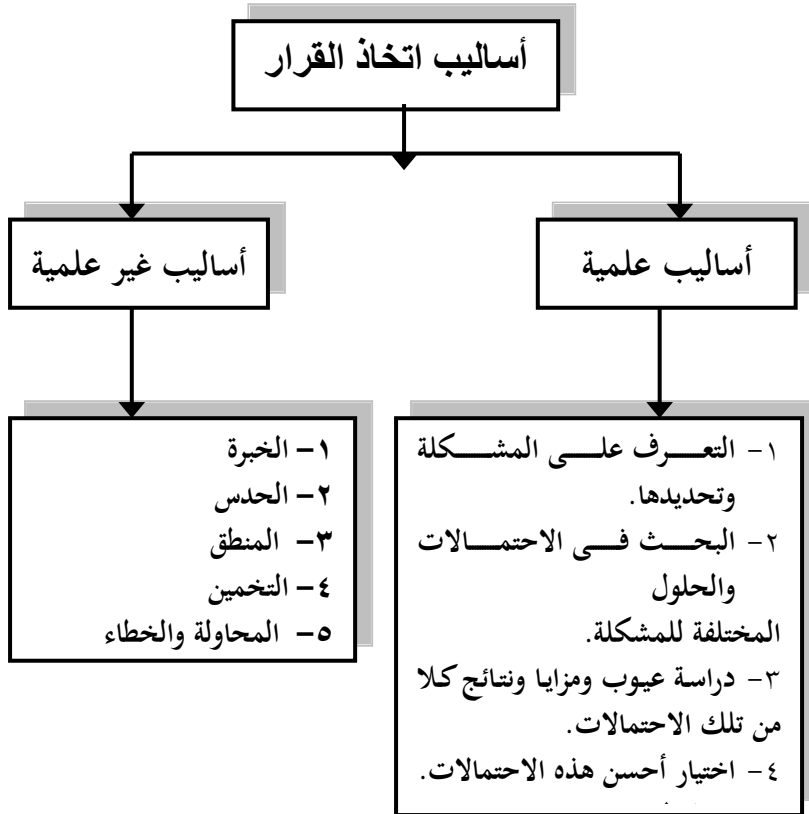 أساليب اتخاذ القرار
أساليب علمية
أساليب غير علمية
١- التعرف على المشكلة
وتحديدها.
٢- البحث فى الاحتمالات
والحلول
المختلفة للمشكلة.
٣- دراسة عيوب ومزايا ونتائج كلا
من تلك الاحتمالات.
٤- اختيار أحسن هذه الاحتمالات.
١- الخبرة
٢- الحدس
٣- المنطق
٤- التخمين
٥- المحاولة والخطاء